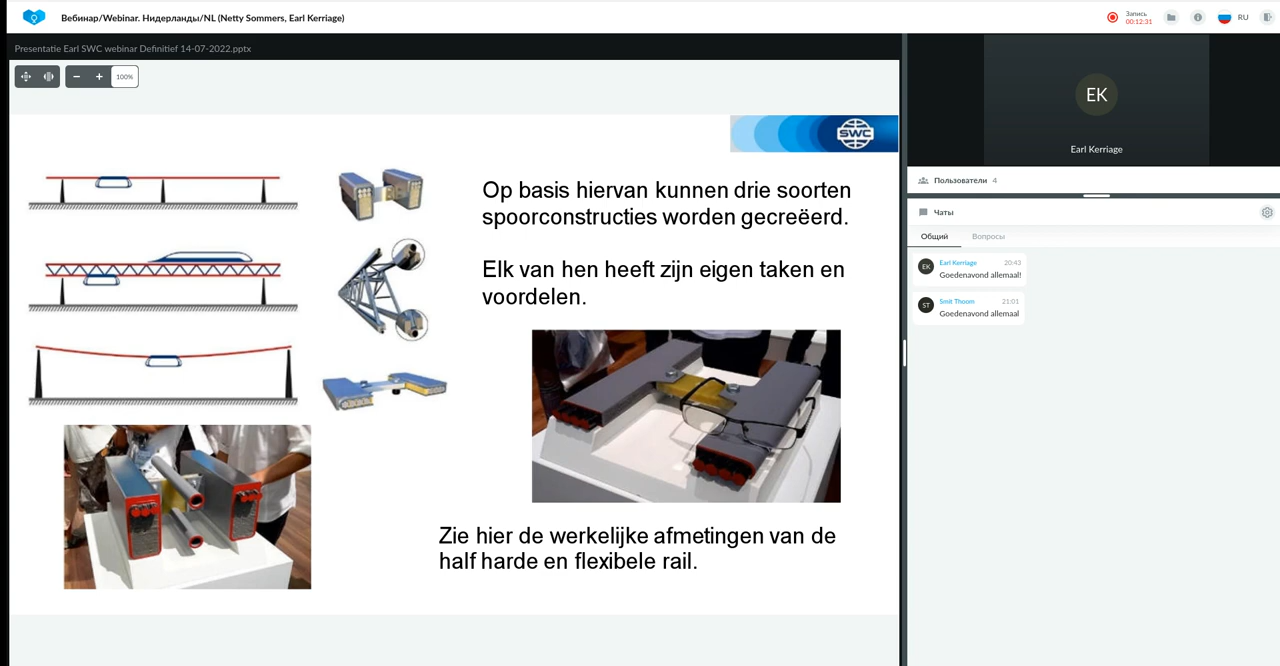 Вебинар/Webinar. Нидерланды/NL (Netty Sommers, Earl Kerriage)
Запись
00:12:31
RU
Presentatie Earl SWC webinar Definitief 14-07-2022.pptx
100%
SWC
Op basis hiervan kunnen drie soorten
spoorconstructies worden gecreëerd.
Elk van hen heeft zijn eigen taken en
voordelen.
Zie hier de werkelijke afmetingen van de
half harde en flexibele rail.
EK
Earl Kerriage
Пользователи 4
Чаты
Общий
Вопросы
EK
Earl Kerriage
20:43
Goedenavond allemaal!
ST
Smit Thoom
21:01
Goedenavond allemaal